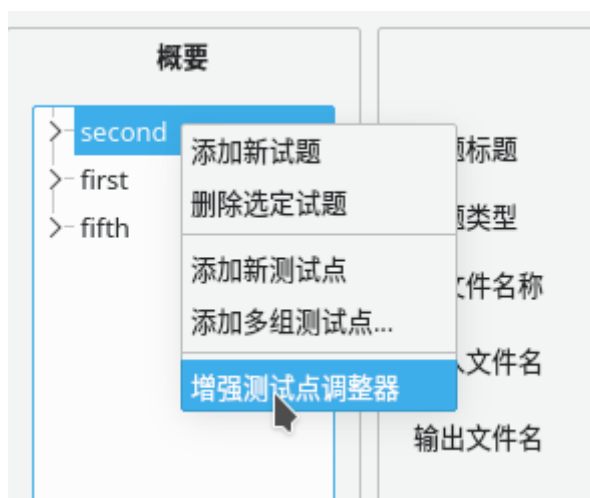 概要
second
first
fifth
添加新试题
删除选定试题
添加新测试点
添加多组测试点...
增强测试点调整器
标题
类型
文件名称
文件名
输出文件名